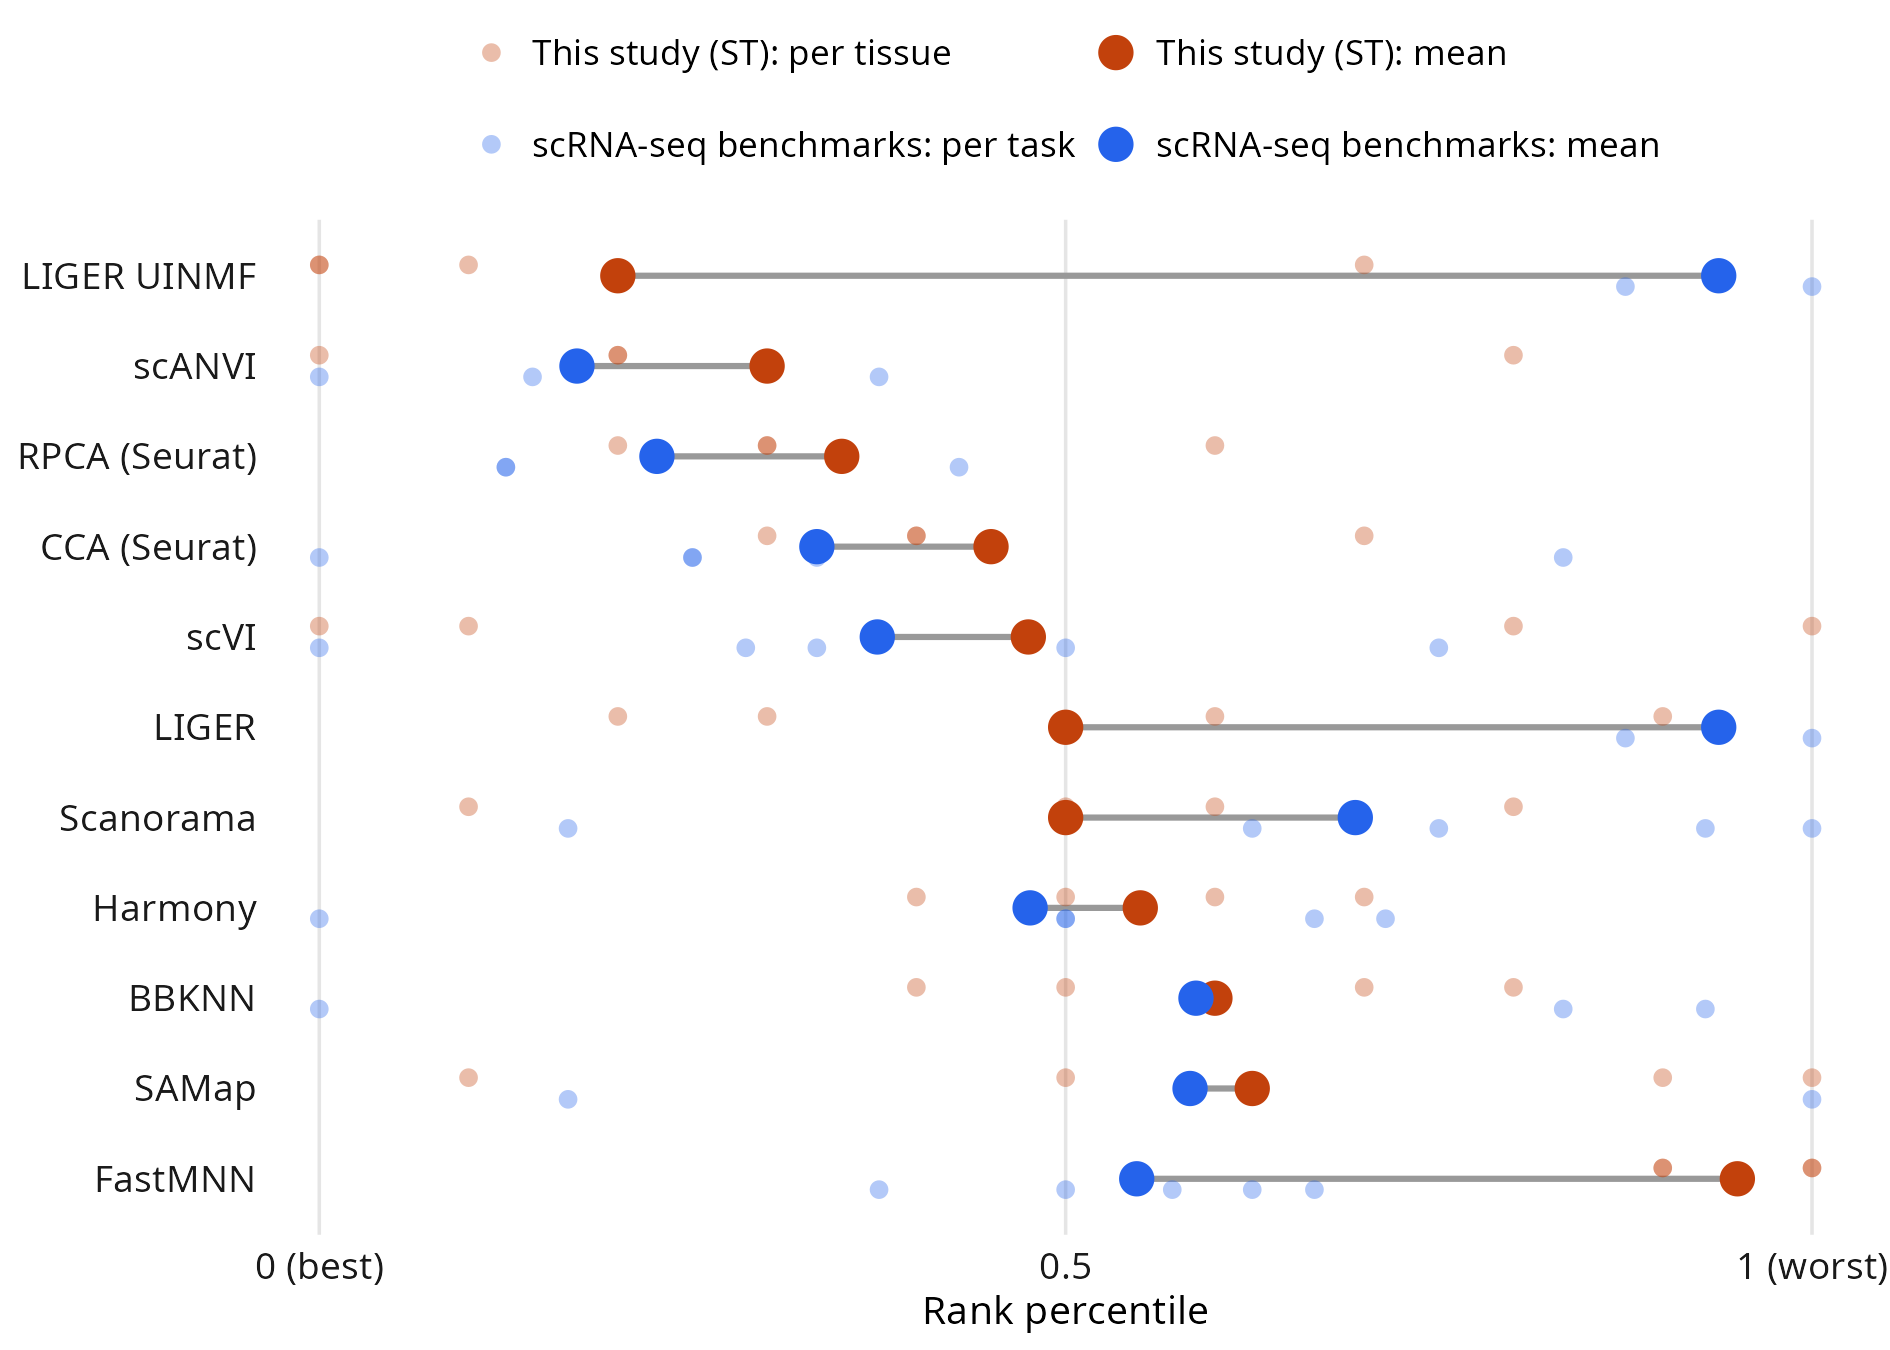 This study (ST): per tissue
This study (ST): mean
scRNA-seq benchmarks: per task
scRNA-seq benchmarks: mean
LIGER UINMF
scANVI
RPCA (Seurat)
CCA (Seurat)
scVI
LIGER
Scanorama
Harmony
BBKNN
SAMap
FastMNN
0 (best)
0.5
1 (worst)
Rank percentile